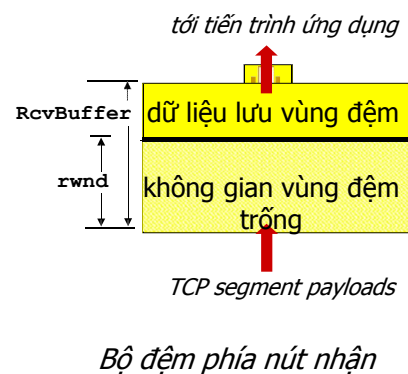 tới tiến trình ứng dụng
RcvBuffer
dữ liệu lưu vùng đệm
rwnd
không gian vùng đệm
trống
TCP segment payloads
Bộ đệm phía nút nhận